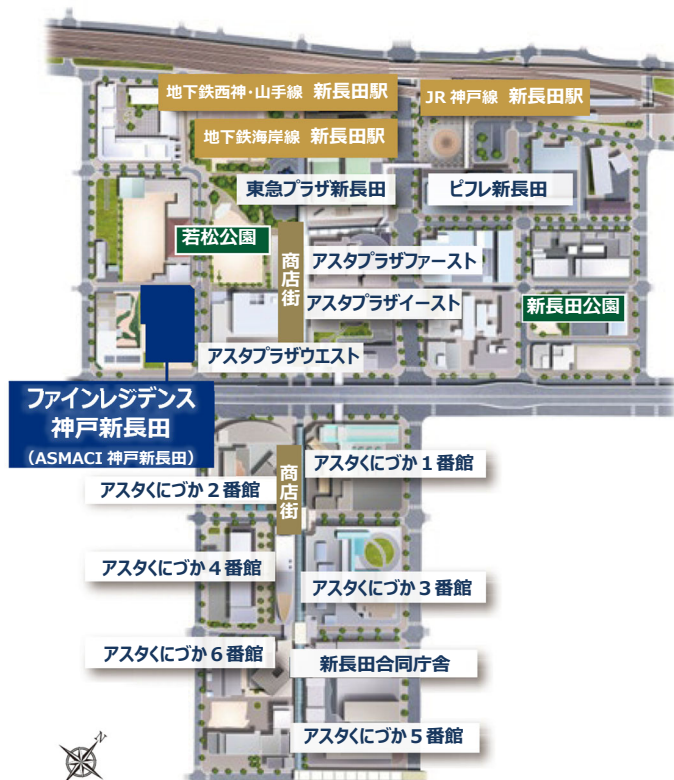 地下鉄西神・山手線 新長田駅
JR 神戸線 新長田駅
地下鉄海岸線 新長田駅
東急プラザ新長田
ピフレ新長田
若松公園
商店街
アスタプラザファースト
アスタプラザイースト
新長田公園
アスタプラザウエスト
ファインレジデンス
神戸新長田
(ASMACI 神戸新長田)
商店街
アスタくにづか1番館
アスタくにづか2番館
アスタくにづか4番館
アスタくにづか3番館
アスタくにづか6番館
新長田合同庁舎
アスタくにづか5番館
N